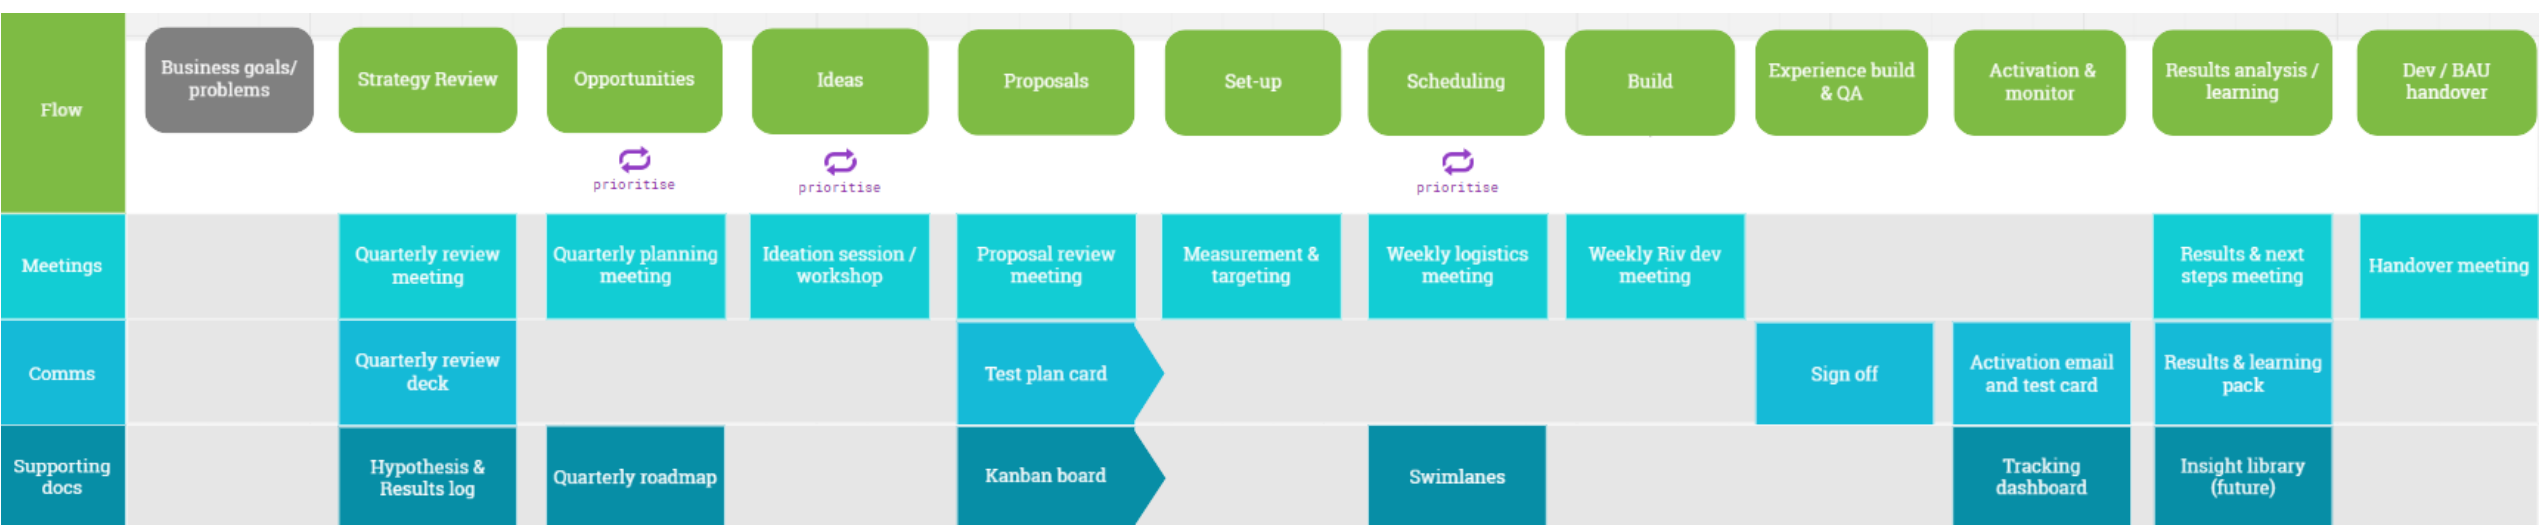 Flow
Business goals/
problems
Strategy Review
Opportunities
Ideas
Proposals
Set-up
Scheduling
Build
Experience build
& QA
Activation &
monitor
Results analysis /
learning
Dev / BAU
handover
prioritise
prioritise
prioritise
Meetings
Quarterly review
meeting
Quarterly planning
meeting
Ideation session /
workshop
Proposal review
meeting
Measurement &
targeting
Weekly logistics
meeting
Weekly Riv dev
meeting
Results & next
steps meeting
Handover meeting
Comms
Quarterly review
deck
Test plan card
Sign off
Activation email
and test card
Results & learning
pack
Supporting
docs
Hypothesis &
Results log
Quarterly roadmap
Kanban board
Swimlanes
Tracking
dashboard
Insight library
(future)